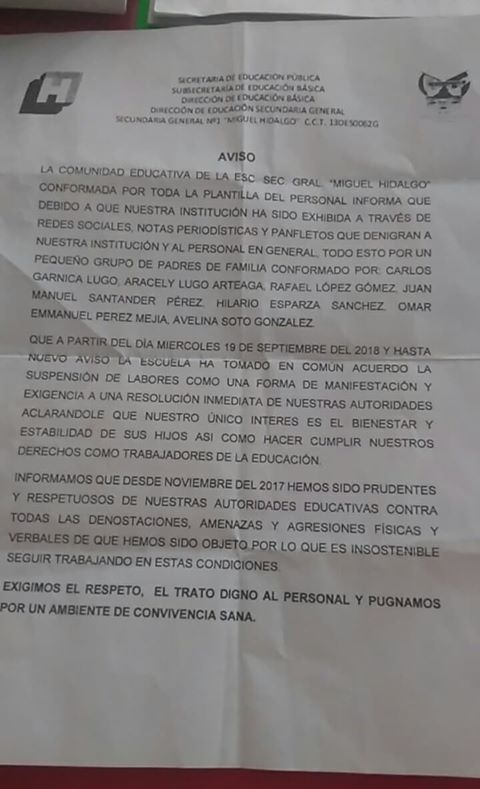 SECRETARIA DE EDUCACIÓN PÚBLICA
SUBSECRETARIA DE EDUCACIÓN BÁSICA
DIRECCIÓN DE EDUCACIÓN BÁSICA
DIRECCIÓN DE EDUCACIÓN SECUNDARIA GENERAL
SECUNDARIA GENERAL Nº1 "MIGUEL HIDALGO" C.C.T. 13DES0062G
AVISO
LA COMUNIDAD EDUCATIVA DE LA ESC. SEC. GRAL. "MIGUEL HIDALGO"
CONFORMADA POR TODA LA PLANTILLA DEL PERSONAL INFORMA QUE
DEBIDO A QUE NUESTRA INSTITUCIÓN HA SIDO EXHIBIDA A TRAVÉS DE
REDES SOCIALES, NOTAS PERIODÍSTICAS Y PANFLETOS QUE DENIGRAN A
NUESTRA INSTITUCIÓN Y AL PERSONAL EN GENERAL, TODO ESTO POR UN
PEQUEÑO GRUPO DE PADRES DE FAMILIA CONFORMADO POR: CARLOS
GARNICA LUGO, ARACELY LUGO ARTEAGA, RAFAEL LÓPEZ GÓMEZ, JUAN
MANUEL SANTANDER PÉREZ, HILARIO ESPARZA SANCHEZ, OMAR
EMMANUEL PEREZ MEJIA, AVELINA SOTO GONZALEZ.
QUE A PARTIR DEL DÍA MIERCOLES 19 DE SEPTIEMBRE DEL 2018 Y HASTA
NUEVO AVISO LA ESCUELA HA TOMADO EN COMÚN ACUERDO LA
SUSPENSIÓN DE LABORES COMO UNA FORMA DE MANIFESTACIÓN Y
EXIGENCIA A UNA RESOLUCIÓN INMEDIATA DE NUESTRAS AUTORIDADES
ACLARANDOLE QUE NUESTRO ÚNICO INTERES ES EL BIENESTAR Y
ESTABILIDAD DE SUS HIJOS ASI COMO HACER CUMPLIR NUESTROS
DERECHOS COMO TRABAJADORES DE LA EDUCACIÓN.
INFORMAMOS QUE DESDE NOVIEMBRE DEL 2017 HEMOS SIDO PRUDENTES
Y RESPETUOSOS DE NUESTRAS AUTORIDADES EDUCATIVAS CONTRA
TODAS LAS DENOSTACIONES, AMENAZAS Y AGRESIONES FÍSICAS Y
VERBALES DE QUE HEMOS SIDO OBJETO POR LO QUE ES INSOSTENIBLE
SEGUIR TRABAJANDO EN ESTAS CONDICIONES.
EXIGIMOS EL RESPETO, EL TRATO DIGNO AL PERSONAL Y PUGNAMOS
POR UN AMBIENTE DE CONVIVENCIA SANA.